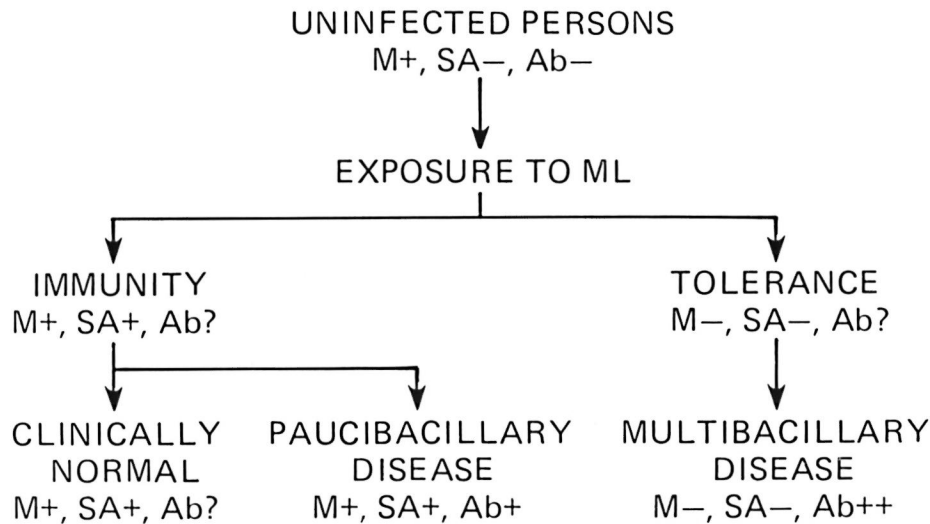 UNINFECTED PERSONS
M+, SA−, Ab−
EXPOSURE TO ML
IMMUNITY
M+, SA+, Ab?
TOLERANCE
M−, SA−, Ab?
CLINICALLY
NORMAL
M+, SA+, Ab?
PAUCIBACILLARY
DISEASE
M+, SA+, Ab+
MULTIBACILLARY
DISEASE
M−, SA−, Ab++